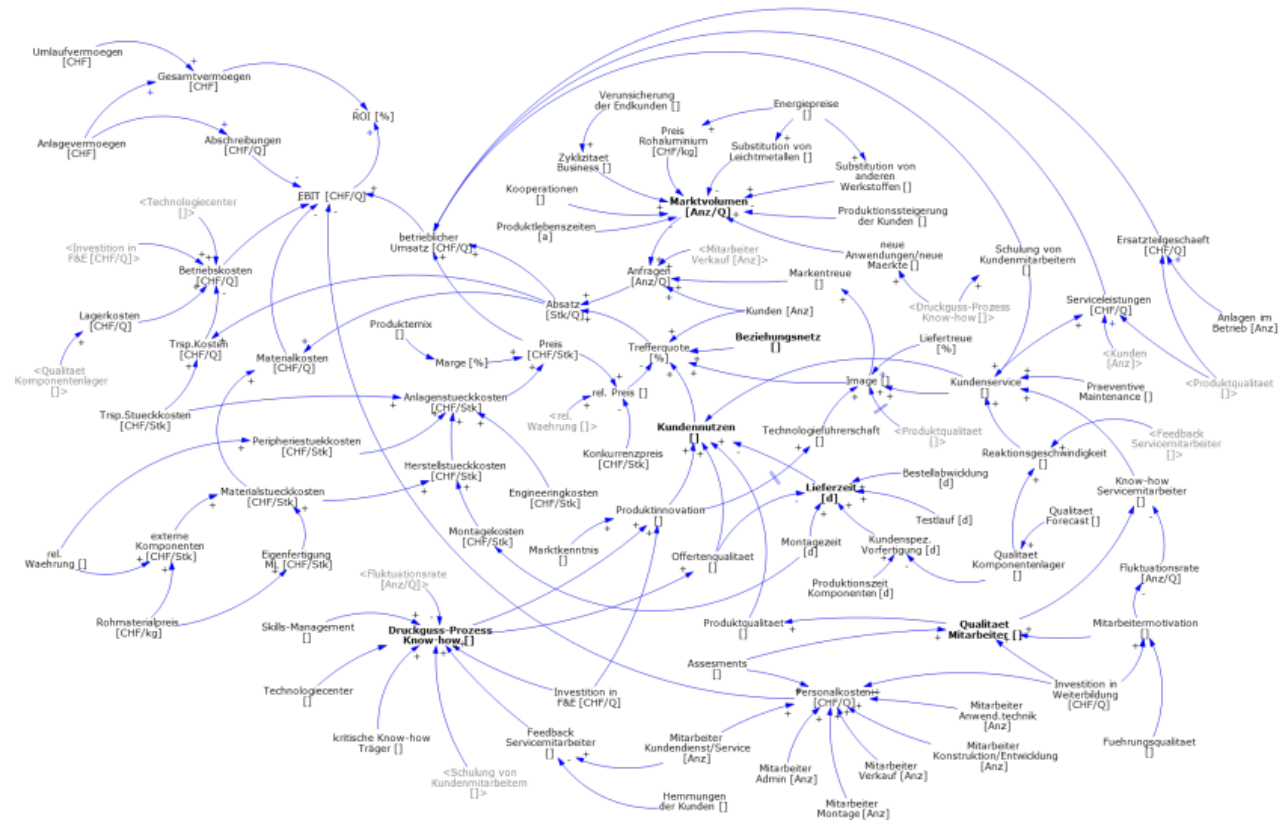 Umlaufvermoegen
[CHF]
Gesamtvermoegen
[CHF]
ROI [%]
Anlagevermoegen
[CHF]
Abschreibungen
[CHF/Q]
EBIT [CHF/Q]
<Technologiecenter
[]>
<Investition in
F&E [CHF/Q]>
Betriebskosten
[CHF/Q]
Lagerkosten
[CHF/Q]
<Qualitaet
Komponentenlager
[]>
Trsp.Kosten
[CHF/Q]
Materialkosten
[CHF/Q]
Trsp.Stueckkosten
[CHF/Stk]
betrieblicher
Umsatz [CHF/Q]
Verunsicherung
der Endkunden []
Energiepreise
[]
Preis
Rohaluminium
[CHF/kg]
Zyklizitaet
Business []
Substitution von
Leichtmetallen []
Substitution von
anderen
Werkstoffen []
Kooperationen
[]
Marktvolumen
[Anz/Q]
Produktlebenszeiten
[a]
Produktionssteigerung
der Kunden []
<Mitarbeiter
Verkauf [Anz]>
neue
Anwendungen/neue
Maerkte []
Schulung von
Kundenmitarbeitern
[]
Ersatzteilgeschaeft
[CHF/Q]
Anfragen
[Anz/Q]
Markentreue
[]
<Druckguss-Prozess
Know-how []>
Serviceleistungen
[CHF/Q]
Anlagen im
Betrieb [Anz]
Absatz
[Stk/Q]
Kunden [Anz]
Produktemix
[]
Marge [%]
Preis
[CHF/Stk]
Trefferquote
[%]
Beziehungsnetz
[]
Liefertreue
[%]
<Kunden
[Anz]>
<Produktqualitaet
[]>
Image []
Kundenservice
[]
Praeventive
Maintenance []
rel. Preis []
<rel.
Waehrung []>
Anlagenstueckkosten
[CHF/Stk]
Kundennutzen
[]
Technologieführerschaft
[]
<Produktqualitaet
[]>
<Feedback
Servicemitarbeiter
[]>
Peripheriestuekkosten
[CHF/Stk]
Konkurrenzpreis
[CHF/Stk]
Reaktionsgeschwindigkeit
[]
Herstellstueckkosten
[CHF/Stk]
Materialstueckkosten
[CHF/Stk]
Engineeringkosten
[CHF/Stk]
Lieferzeit
[d]
Bestellabwicklung
[d]
Know-how
Servicemitarbeiter
[]
Produktinnovation
[]
Testlauf [d]
Qualitaet
Forecast []
Montagekosten
[CHF/Stk]
Marktkenntnis
[]
Offertenqualitaet
[]
Montagezeit
[d]
Kundenspez.
Vorfertigung [d]
Qualitaet
Komponentenlager
[]
rel.
Waehrung []
externe
Komponenten
[CHF/Stk]
Eigenfertigung
ML [CHF/Stk]
Fluktuationsrate
[Anz/Q]
<Fluktuationsrate
[Anz/Q]>
Produktionszeit
Komponenten [d]
Rohmaterialpreis
[CHF/kg]
Skills-Management
[]
Druckguss-Prozess
Know-how []
Produktqualitaet
[]
Qualitaet
Mitarbeiter []
Mitarbeitermotivation
[]
Assesments
[]
Technologiecenter
[]
Investition in
F&E [CHF/Q]
Personalkosten
[CHF/Q]
Investition in
Weiterbildung
[CHF/Q]
Mitarbeiter
Anwend.technik
[Anz]
kritische Know-how
Träger []
Feedback
Servicemitarbeiter
[]
Mitarbeiter
Kundendienst/Service
[Anz]
Mitarbeiter
Konstruktion/Entwicklung
[Anz]
Fuehrungsqualitaet
[]
<Schulung von
Kundenmitarbeitern
[]>
Mitarbeiter
Admin [Anz]
Mitarbeiter
Verkauf [Anz]
Hemmungen
der Kunden []
Mitarbeiter
Montage [Anz]